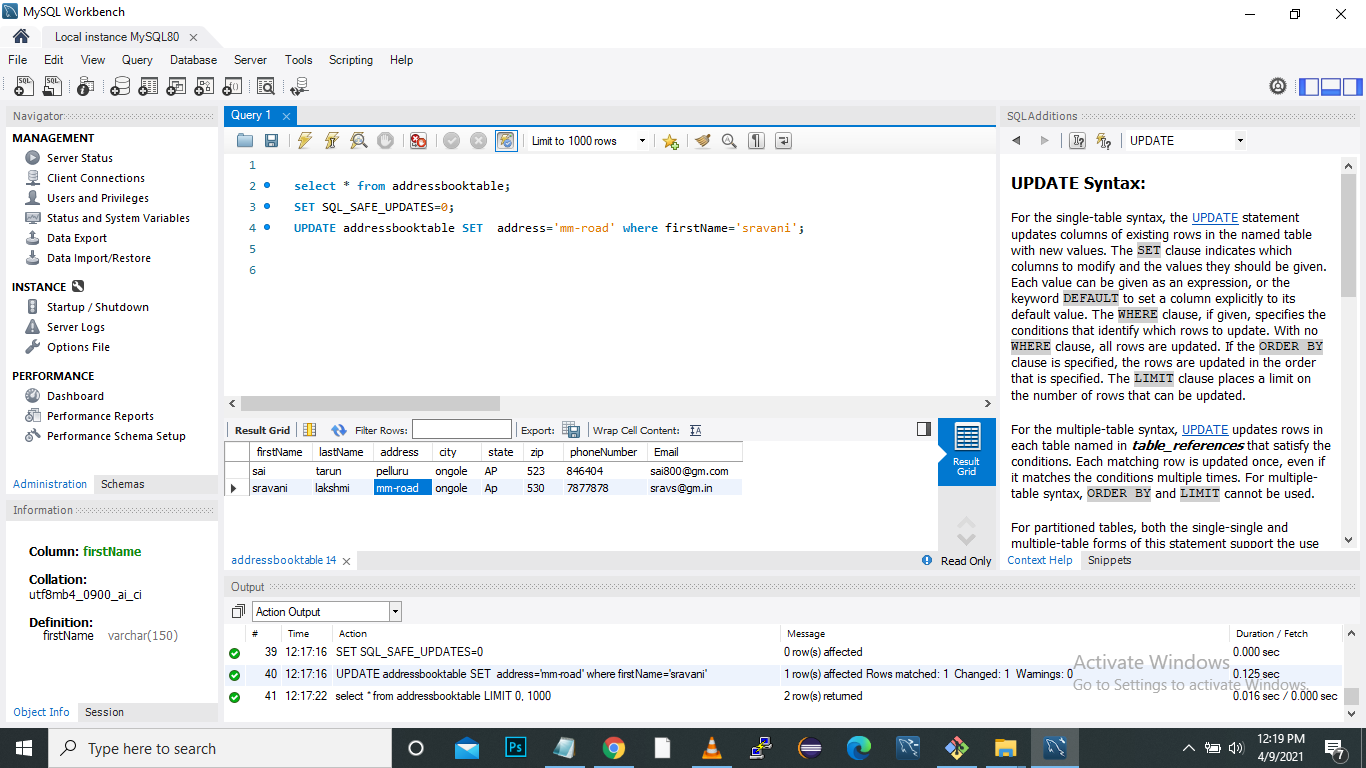 MySQL Workbench
Local instance MySQL80
File Edit View Query Database Server Tools Scripting Help
Navigator
MANAGEMENT
Server Status
Client Connections
Users and Privileges
Status and System Variables
Data Export
Data Import/Restore
INSTANCE
Startup / Shutdown
Server Logs
Options File
PERFORMANCE
Dashboard
Performance Reports
Performance Schema Setup
Administration Schemas
Information
Column: firstName
Collation:
utf8mb4_0900_ai_ci
Definition:
firstName varchar(150)
Object Info Session
Query 1
Limit to 1000 rows
1
2 select * from addressbooktable;
3 SET SQL_SAFE_UPDATES=0;
4 UPDATE addressbooktable SET  address='mm-road' where firstName='sravani';
5
6
Result Grid Filter Rows: Export: Wrap Cell Content:
firstName lastName address city state zip phoneNumber Email
sai tarun pelluru ongole AP 523 846404 sai800@gm.com
sravani lakshmi mm-road ongole Ap 530 7877878 sravs@gm.in
Result
Grid
addressbooktable 14
Read Only
SQLAdditions
UPDATE
UPDATE Syntax:
For the single-table syntax, the UPDATE statement
updates columns of existing rows in the named table
with new values. The SET clause indicates which
columns to modify and the values they should be given.
Each value can be given as an expression, or the
keyword DEFAULT to set a column explicitly to its
default value. The WHERE clause, if given, specifies the
conditions that identify which rows to update. With no
WHERE clause, all rows are updated. If the ORDER BY
clause is specified, the rows are updated in the order
that is specified. The LIMIT clause places a limit on
the number of rows that can be updated.
For the multiple-table syntax, UPDATE updates rows in
each table named in table_references that satisfy the
conditions. Each matching row is updated once, even if
it matches the conditions multiple times. For multiple-
table syntax, ORDER BY and LIMIT cannot be used.
For partitioned tables, both the single-single and
multiple-table forms of this statement support the use
Context Help Snippets
Output
Action Output
# Time Action Message Duration / Fetch
39 12:17:16 SET SQL_SAFE_UPDATES=0 0 row(s) affected 0.000 sec
40 12:17:16 UPDATE addressbooktable SET  address='mm-road' where firstName='sravani' 1 row(s) affected Rows matched: 1  Changed: 1  Warnings: 0 0.125 sec
41 12:17:22 select * from addressbooktable LIMIT 0, 1000 2 row(s) returned 0.016 sec / 0.000 sec
Activate Windows
Go to Settings to activate Windows.
Type here to search
Ps
12:19 PM
4/9/2021
7